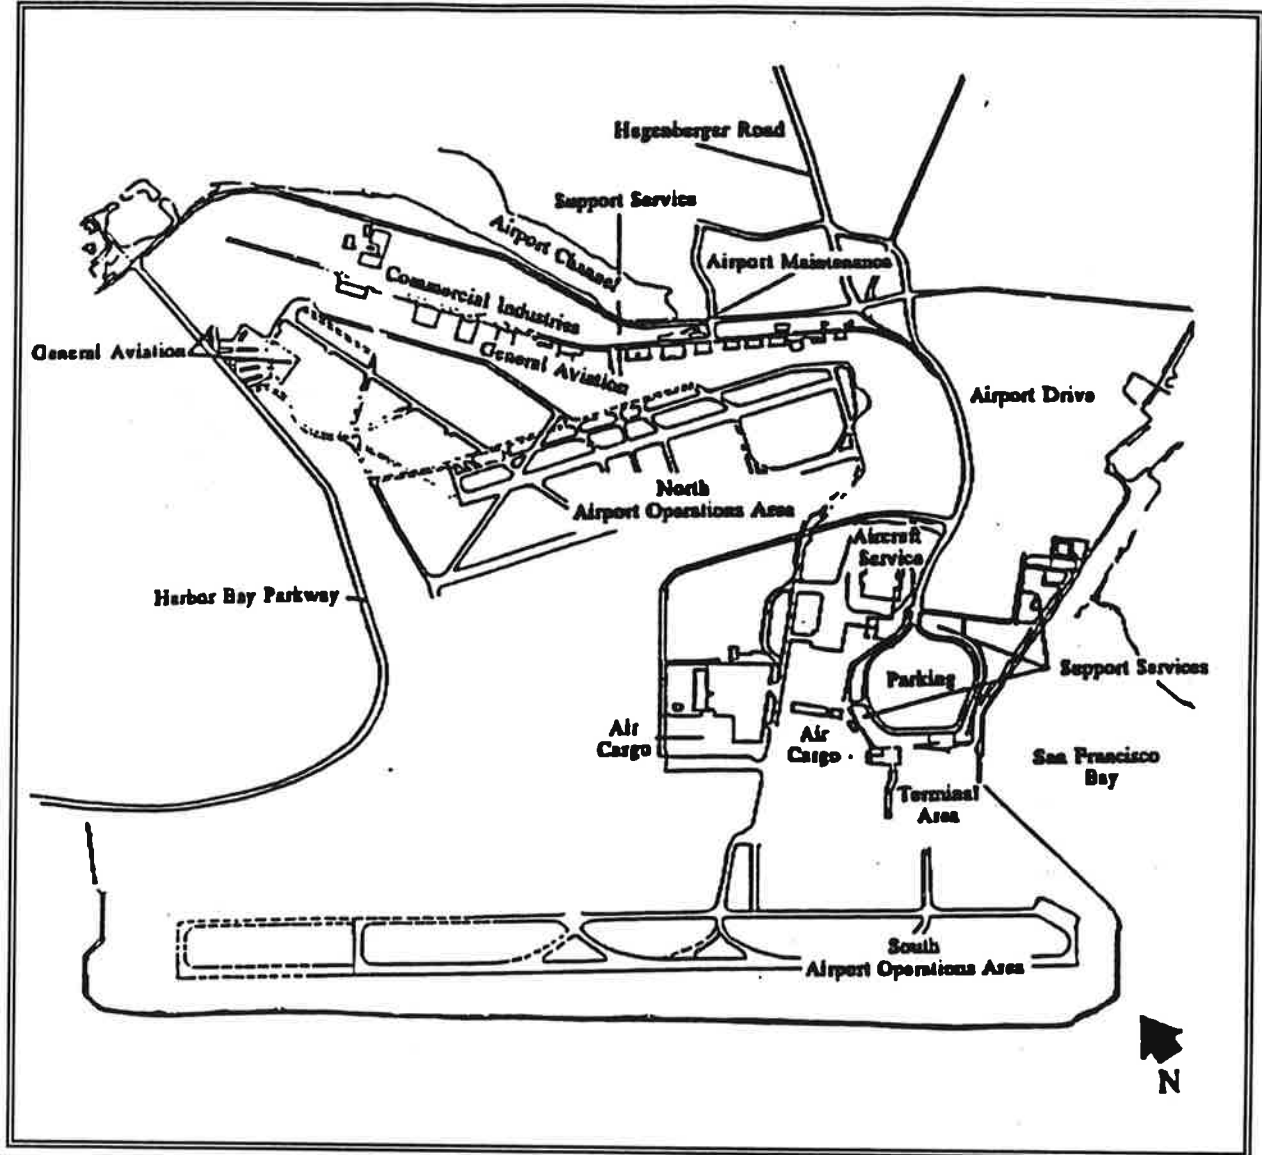 Hegenberger Road
Support Service
Airport Channel
Airport Maintenance
Commercial Industries
General Aviation
General Aviation
Airport Drive
North
Airport Operations Area
Aircraft
Service
Harbor Bay Parkway
Parking
Support Services
Air
Cargo
Air
Cargo
San Francisco
Bay
Terminal
Area
South
Airport Operations Area
N